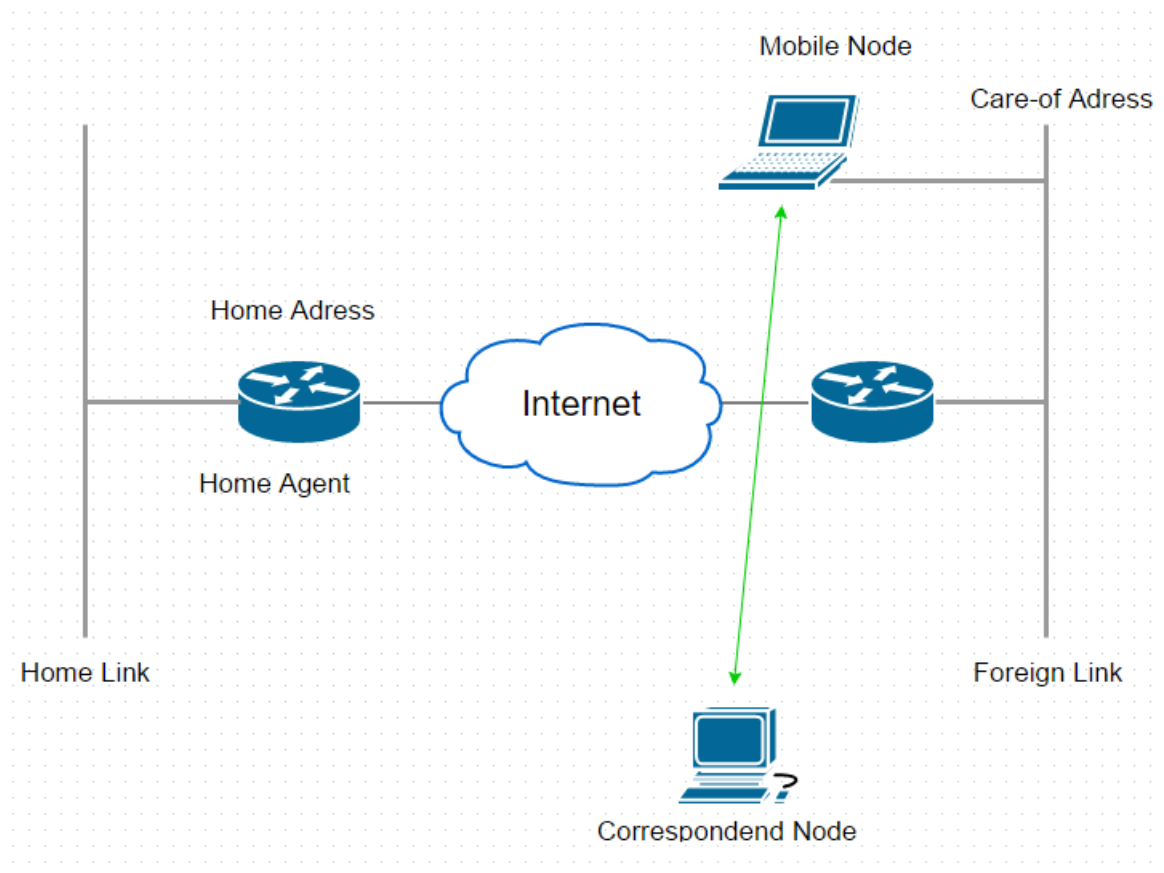 Mobile Node
Care-of Adress
Home Adress
Internet
Home Agent
Home Link
Foreign Link
Correspondend Node